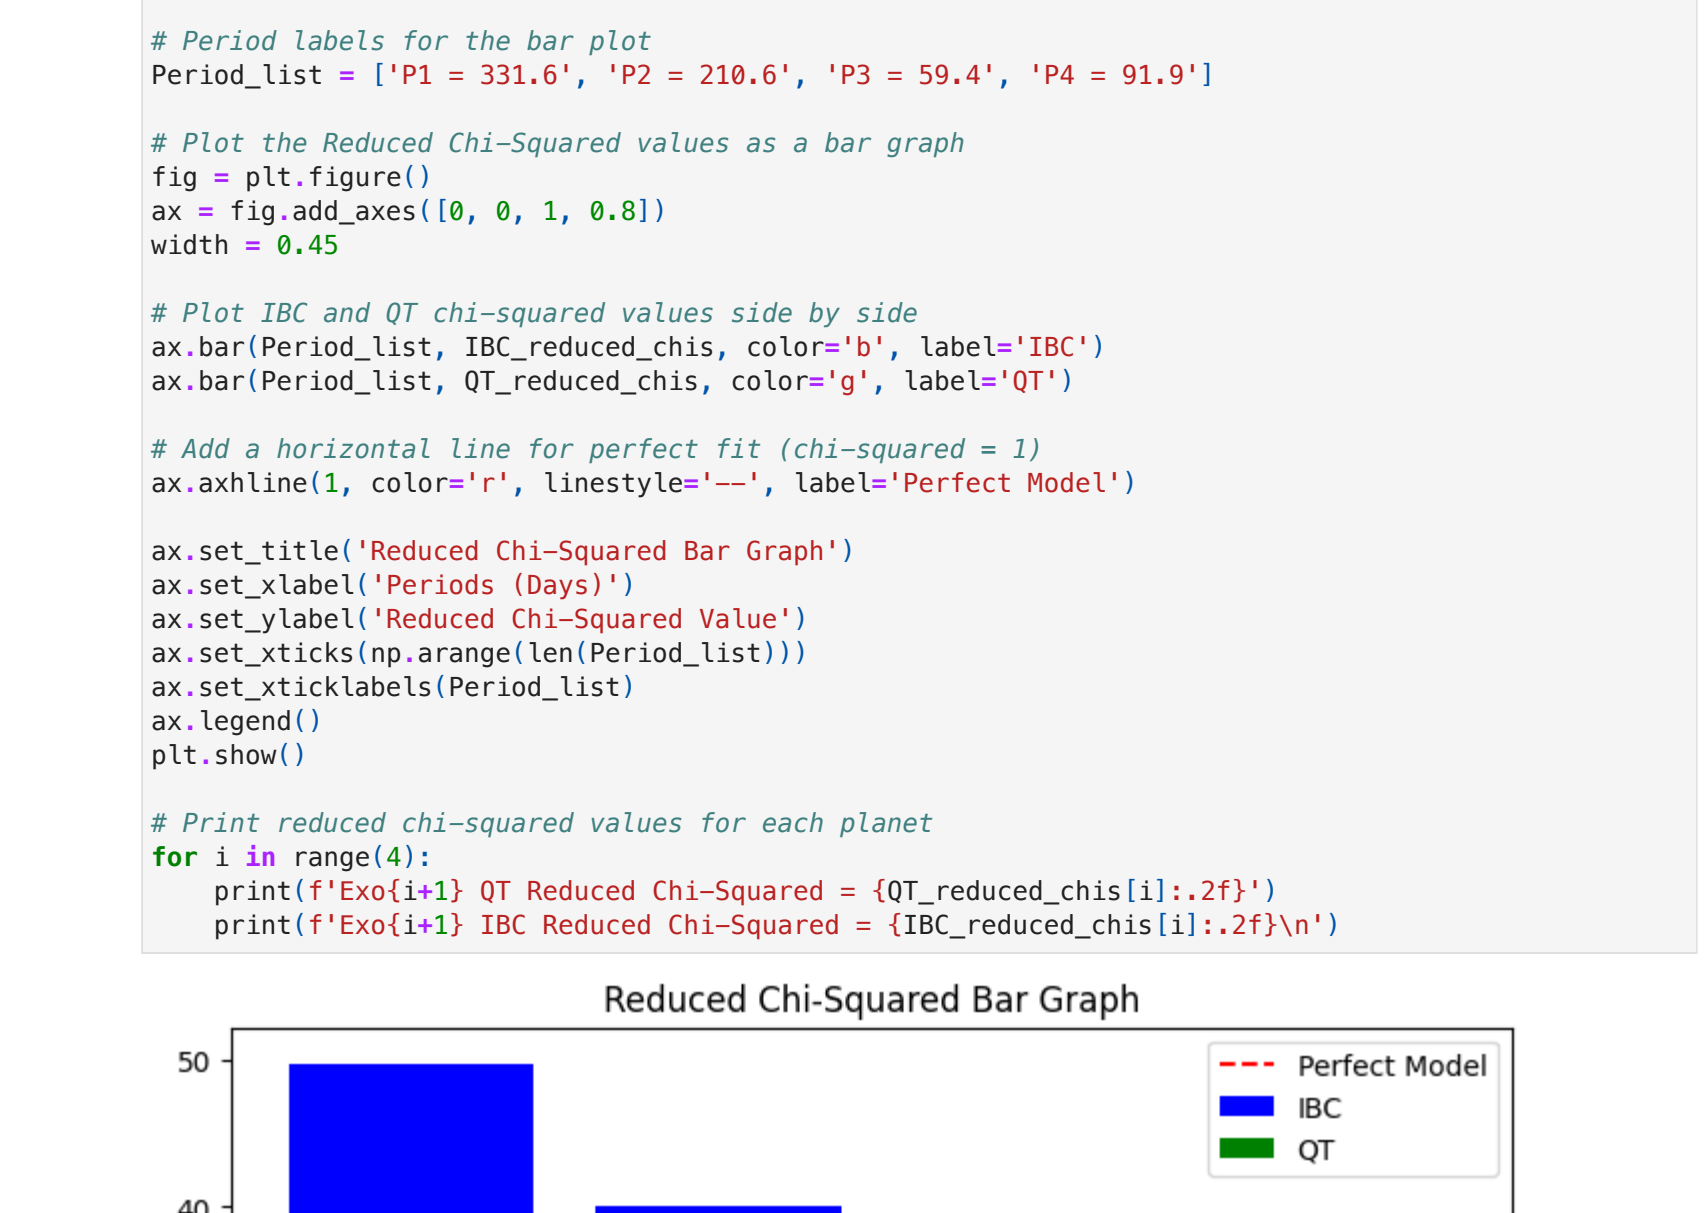 # Period labels for the bar plot
Period_list = ['P1 = 331.6', 'P2 = 210.6', 'P3 = 59.4', 'P4 = 91.9']
# Plot the Reduced Chi-Squared values as a bar graph
fig = plt.figure()
ax = fig.add_axes([0, 0, 1, 0.8])
width = 0.45
# Plot IBC and QT chi-squared values side by side
ax.bar(Period_list, IBC_reduced_chis, color='b', label='IBC')
ax.bar(Period_list, QT_reduced_chis, color='g', label='QT')
# Add a horizontal line for perfect fit (chi-squared = 1)
ax.axhline(1, color='r', linestyle='--', label='Perfect Model')
ax.set_title('Reduced Chi-Squared Bar Graph')
ax.set_xlabel('Periods (Days)')
ax.set_ylabel('Reduced Chi-Squared Value')
ax.set_xticks(np.arange(len(Period_list)))
ax.set_xticklabels(Period_list)
ax.legend()
plt.show()
# Print reduced chi-squared values for each planet
for i in range(4):
    print(f'Exo{i+1} QT Reduced Chi-Squared = {QT_reduced_chis[i]:.2f}')
    print(f'Exo{i+1} IBC Reduced Chi-Squared = {IBC_reduced_chis[i]:.2f}\n')
Reduced Chi-Squared Bar Graph
50
Perfect Model
IBC
QT
40